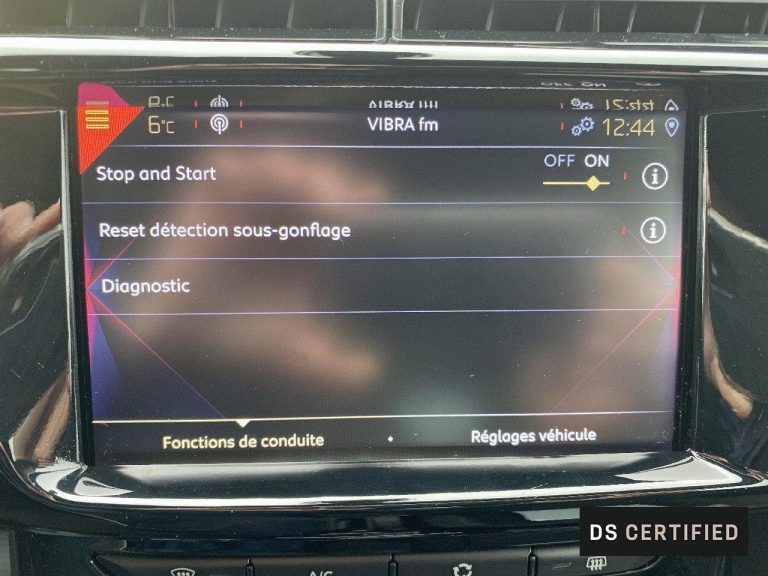 6°C VIBRA fm 12:44
OFF ON
Stop and Start
Reset détection sous-gonflage
Diagnostic
Fonctions de conduite • Réglages véhicule
DS CERTIFIED
A/C